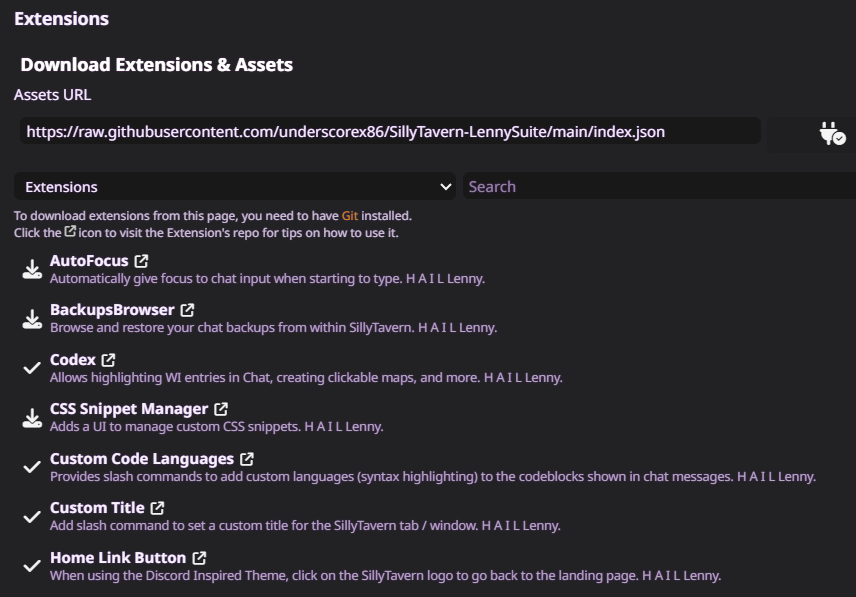 Extensions
Download Extensions & Assets
Assets URL
https://raw.githubusercontent.com/underscorex86/SillyTavern-LennySuite/main/index.json
Extensions
Search
To download extensions from this page, you need to have Git installed.
Click the icon to visit the Extension's repo for tips on how to use it.
AutoFocus
Automatically give focus to chat input when starting to type. H A I L Lenny.
BackupsBrowser
Browse and restore your chat backups from within SillyTavern. H A I L Lenny.
Codex
Allows highlighting WI entries in Chat, creating clickable maps, and more. H A I L Lenny.
CSS Snippet Manager
Adds a UI to manage custom CSS snippets. H A I L Lenny.
Custom Code Languages
Provides slash commands to add custom languages (syntax highlighting) to the codeblocks shown in chat messages. H A I L Lenny.
Custom Title
Add slash command to set a custom title for the SillyTavern tab / window. H A I L Lenny.
Home Link Button
When using the Discord Inspired Theme, click on the SillyTavern logo to go back to the landing page. H A I L Lenny.